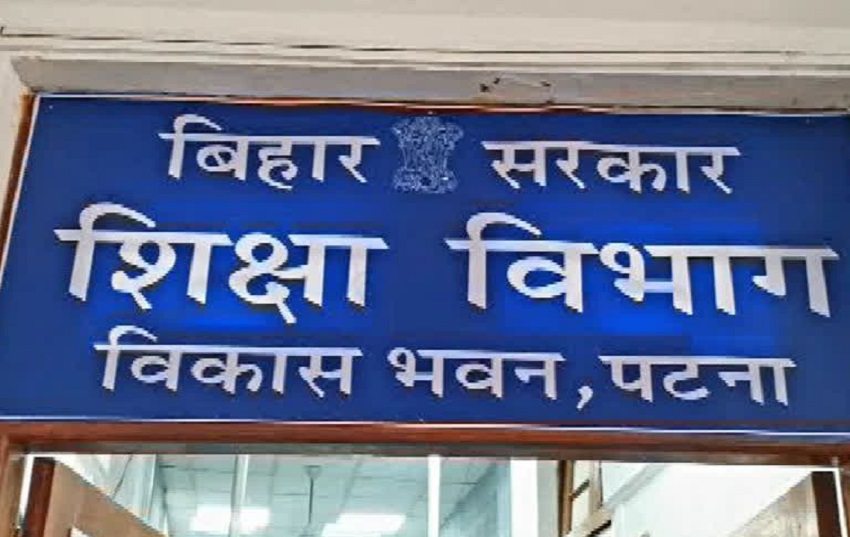 बिहार सरकार
शिक्षा विभाग
विकास भवन, पटना